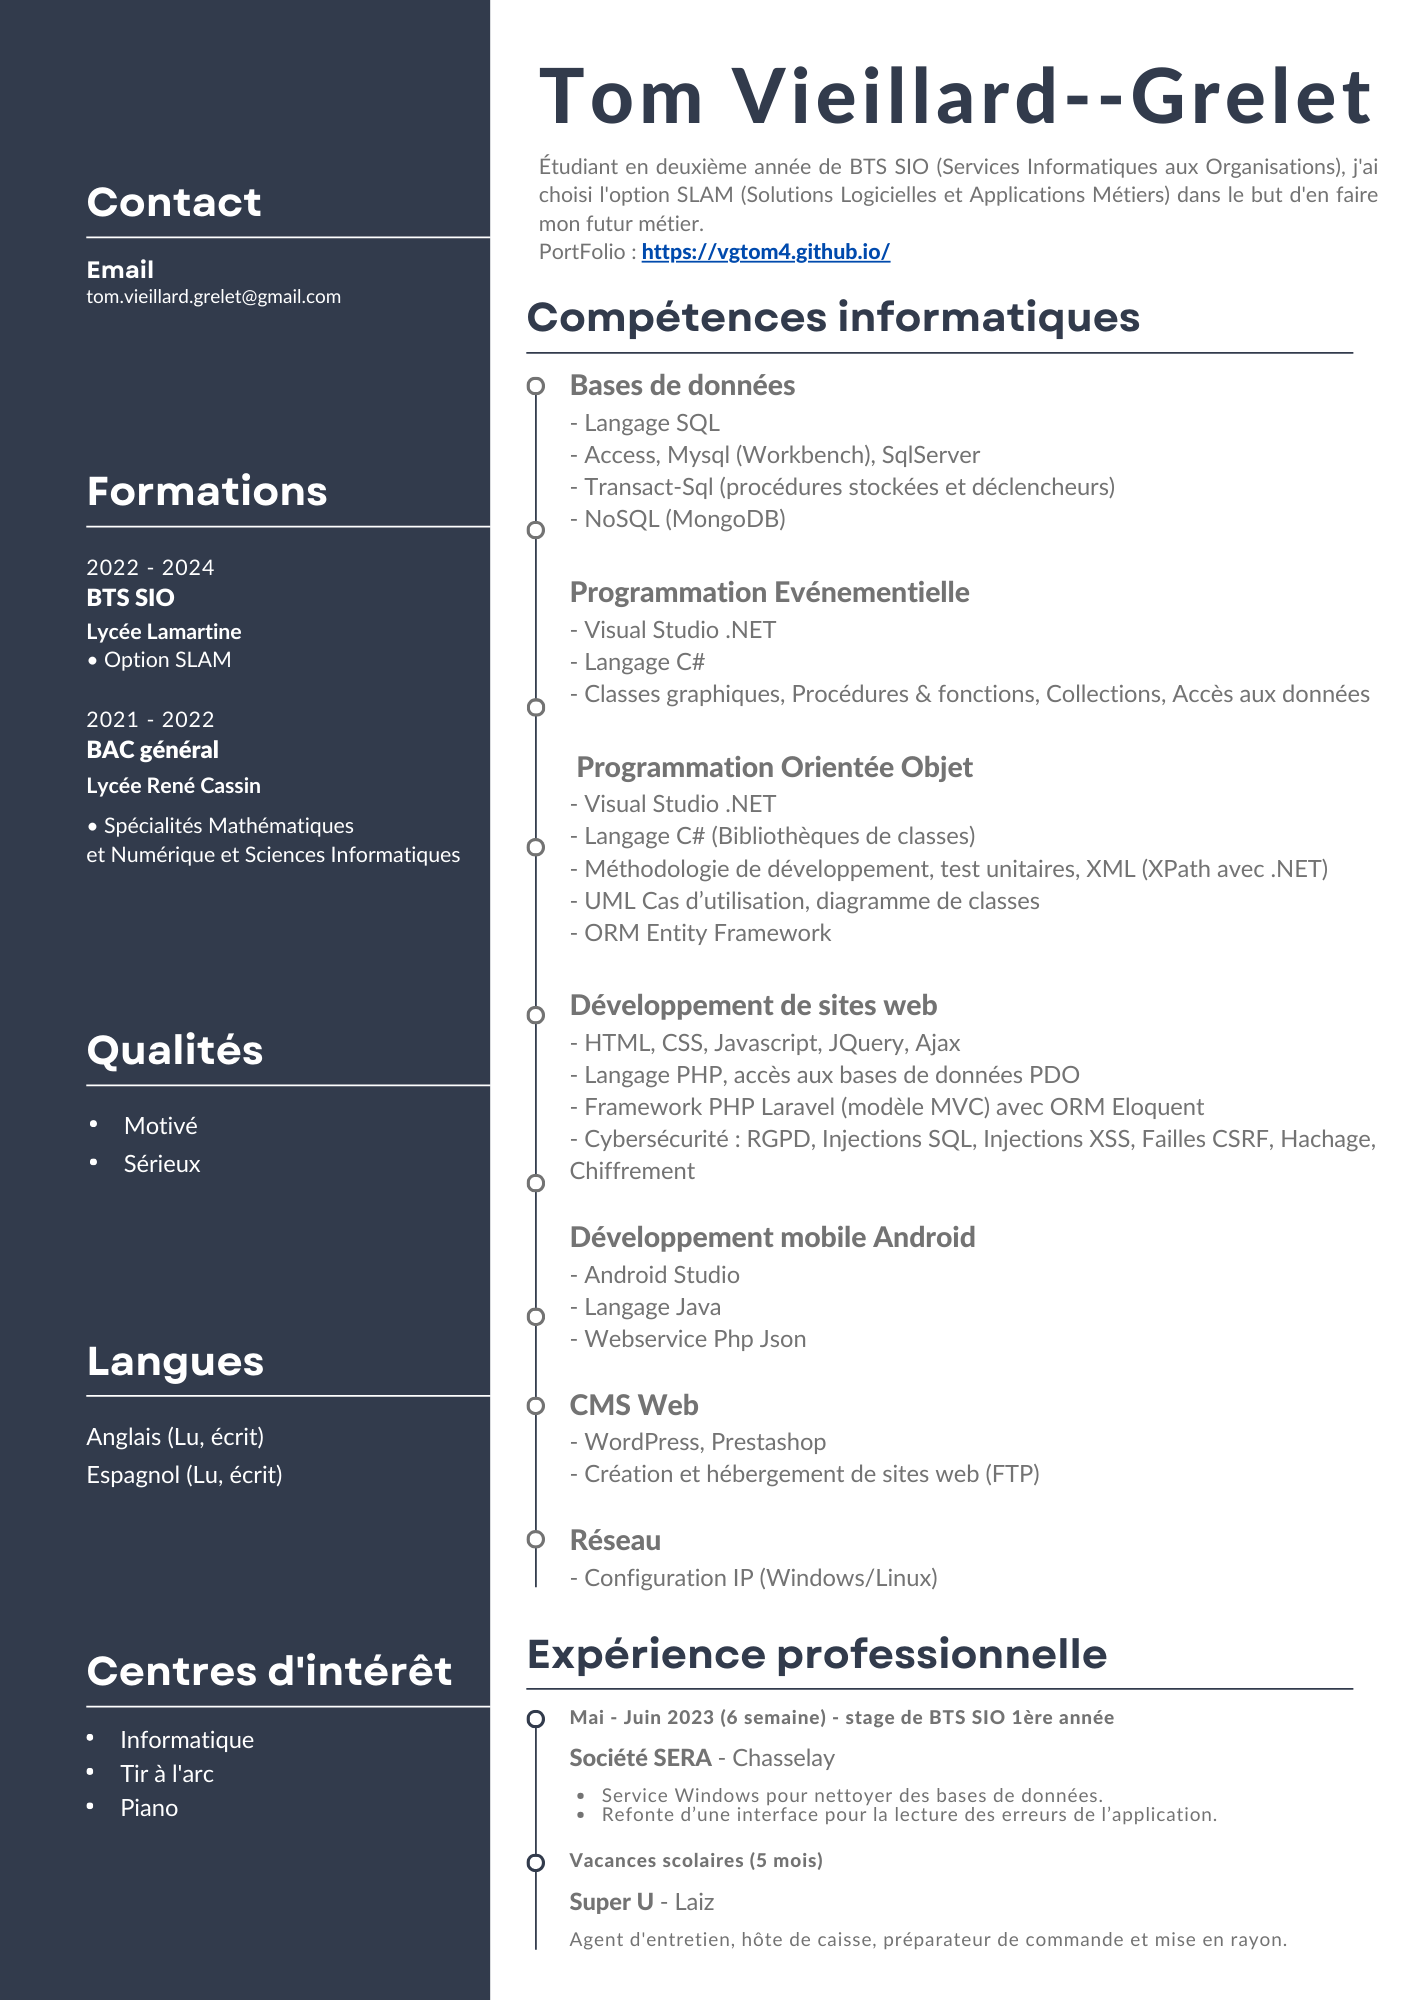 Tom Vieillard--Grelet
Étudiant en deuxième année de BTS SIO (Services Informatiques aux Organisations), j'ai
choisi l'option SLAM (Solutions Logicielles et Applications Métiers) dans le but d'en faire
mon futur métier.
PortFolio : https://vgtom4.github.io/
Contact
Email
tom.vieillard.grelet@gmail.com
Formations
2022 - 2024
BTS SIO
Lycée Lamartine
• Option SLAM
2021 - 2022
BAC général
Lycée René Cassin
• Spécialités Mathématiques
et Numérique et Sciences Informatiques
Qualités
• Motivé
• Sérieux
Langues
Anglais (Lu, écrit)
Espagnol (Lu, écrit)
Centres d'intérêt
• Informatique
• Tir à l'arc
• Piano
Compétences informatiques
Bases de données
- Langage SQL
- Access, Mysql (Workbench), SqlServer
- Transact-Sql (procédures stockées et déclencheurs)
- NoSQL (MongoDB)
Programmation Evénementielle
- Visual Studio .NET
- Langage C#
- Classes graphiques, Procédures & fonctions, Collections, Accès aux données
Programmation Orientée Objet
- Visual Studio .NET
- Langage C# (Bibliothèques de classes)
- Méthodologie de développement, test unitaires, XML (XPath avec .NET)
- UML Cas d’utilisation, diagramme de classes
- ORM Entity Framework
Développement de sites web
- HTML, CSS, Javascript, JQuery, Ajax
- Langage PHP, accès aux bases de données PDO
- Framework PHP Laravel (modèle MVC) avec ORM Eloquent
- Cybersécurité : RGPD, Injections SQL, Injections XSS, Failles CSRF, Hachage,
Chiffrement
Développement mobile Android
- Android Studio
- Langage Java
- Webservice Php Json
CMS Web
- WordPress, Prestashop
- Création et hébergement de sites web (FTP)
Réseau
- Configuration IP (Windows/Linux)
Expérience professionnelle
Mai - Juin 2023 (6 semaine) - stage de BTS SIO 1ère année
Société SERA - Chasselay
• Service Windows pour nettoyer des bases de données.
• Refonte d’une interface pour la lecture des erreurs de l’application.
Vacances scolaires (5 mois)
Super U - Laiz
Agent d'entretien, hôte de caisse, préparateur de commande et mise en rayon.